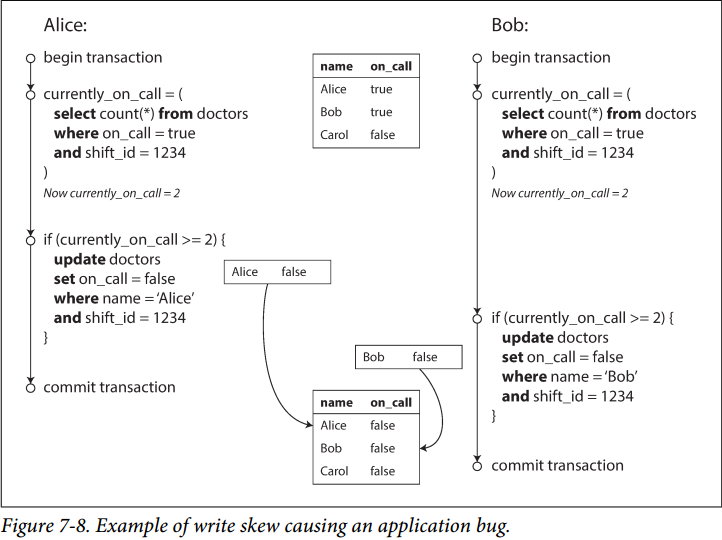 Alice:
begin transaction
currently_on_call = (
select count(*) from doctors
where on_call = true
and shift_id = 1234
)
Now currently_on_call = 2
if (currently_on_call >= 2) {
update doctors
set on_call = false
where name = ‘Alice’
and shift_id = 1234
}
commit transaction
name on_call
Alice true
Bob true
Carol false
Alice false
Bob false
name on_call
Alice false
Bob false
Carol false
Bob:
begin transaction
currently_on_call = (
select count(*) from doctors
where on_call = true
and shift_id = 1234
)
Now currently_on_call = 2
if (currently_on_call >= 2) {
update doctors
set on_call = false
where name = ‘Bob’
and shift_id = 1234
}
commit transaction
Figure 7-8. Example of write skew causing an application bug.